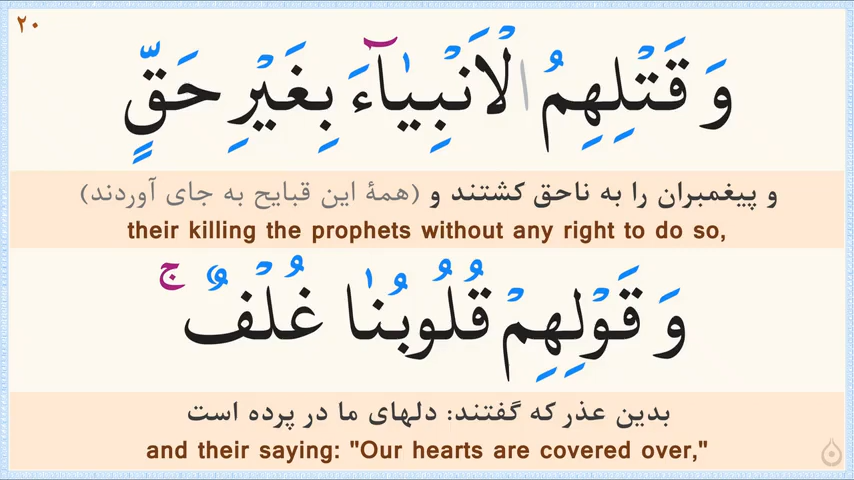 ۲۰
وَ قَتْلِهِمُ الْاَنْبِيٰٓاءَ بِغَيْرِ حَقٍّ
و پیغمبران را به ناحق کشتند و (همهٔ این قبایح به جای آوردند)
their killing the prophets without any right to do so,
وَ قَوْلِهِمْ قُلُوبُنٰا غُلْفٌ ۚ
بدین عذر که گفتند: دلهای ما در پرده است
and their saying: "Our hearts are covered over,"